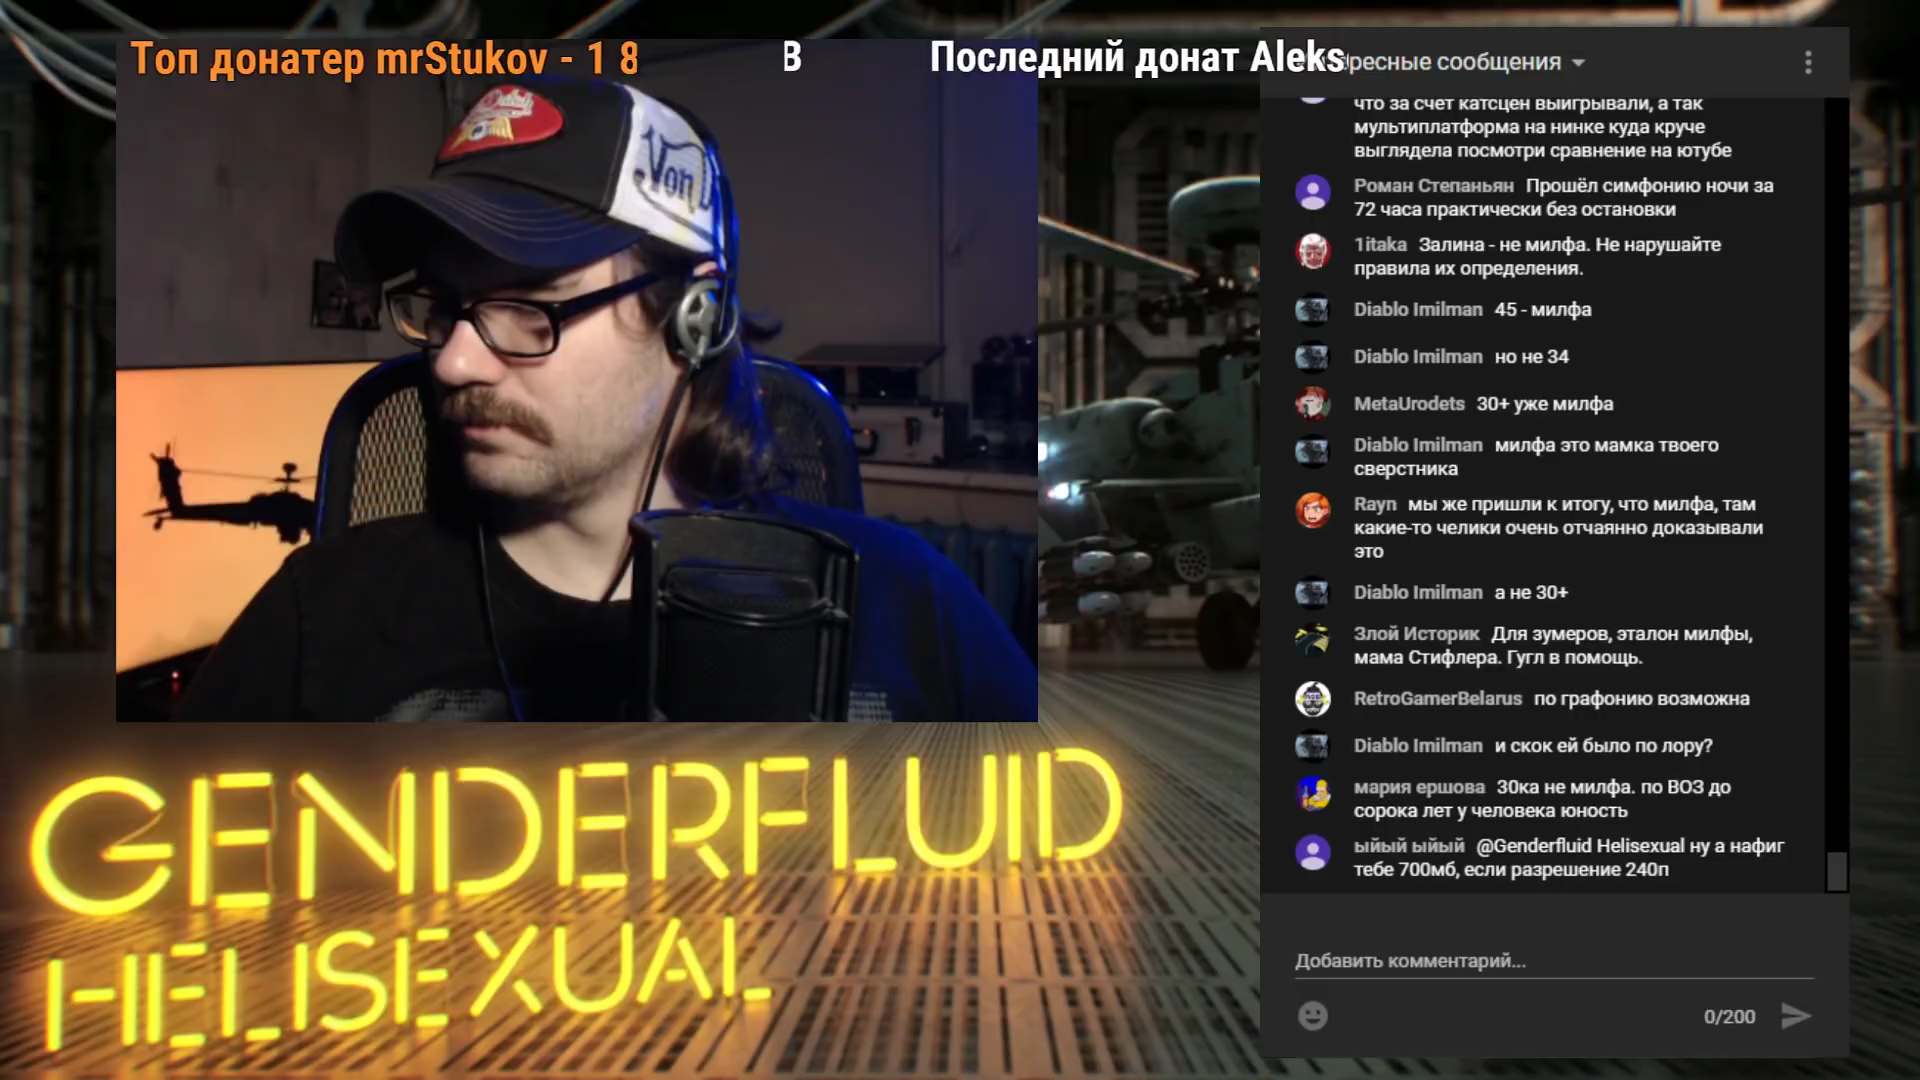 Топ донатер mrStukov - 1 8
В
Последний донат Aleks
ресные сообщения
что за счет катсцен выигрывали, а так
мультиплатформа на нинке куда круче
выглядела посмотри сравнение на ютубе
Роман Степаньян Прошёл симфонию ночи за
72 часа практически без остановки
1itaka Залина - не милфа. Не нарушайте
правила их определения.
Diablo Imilman 45 - милфа
Diablo Imilman но не 34
MetaUrodets 30+ уже милфа
Diablo Imilman милфа это мамка твоего
сверстника
Rayn мы же пришли к итогу, что милфа, там
какие-то челики очень отчаянно доказывали
это
Diablo Imilman а не 30+
Злой Историк Для зумеров, эталон милфы,
мама Стифлера. Гугл в помощь.
RetroGamerBelarus по графонию возможна
Diablo Imilman и скок ей было по лору?
мария ершова 30ка не милфа. по ВОЗ до
сорока лет у человека юность
ыйый ыйый @Genderfluid Helisexual ну а нафиг
тебе 700мб, если разрешение 240п
Добавить комментарий...
0/200
Von
GENDERFLUID
HELISEXUAL